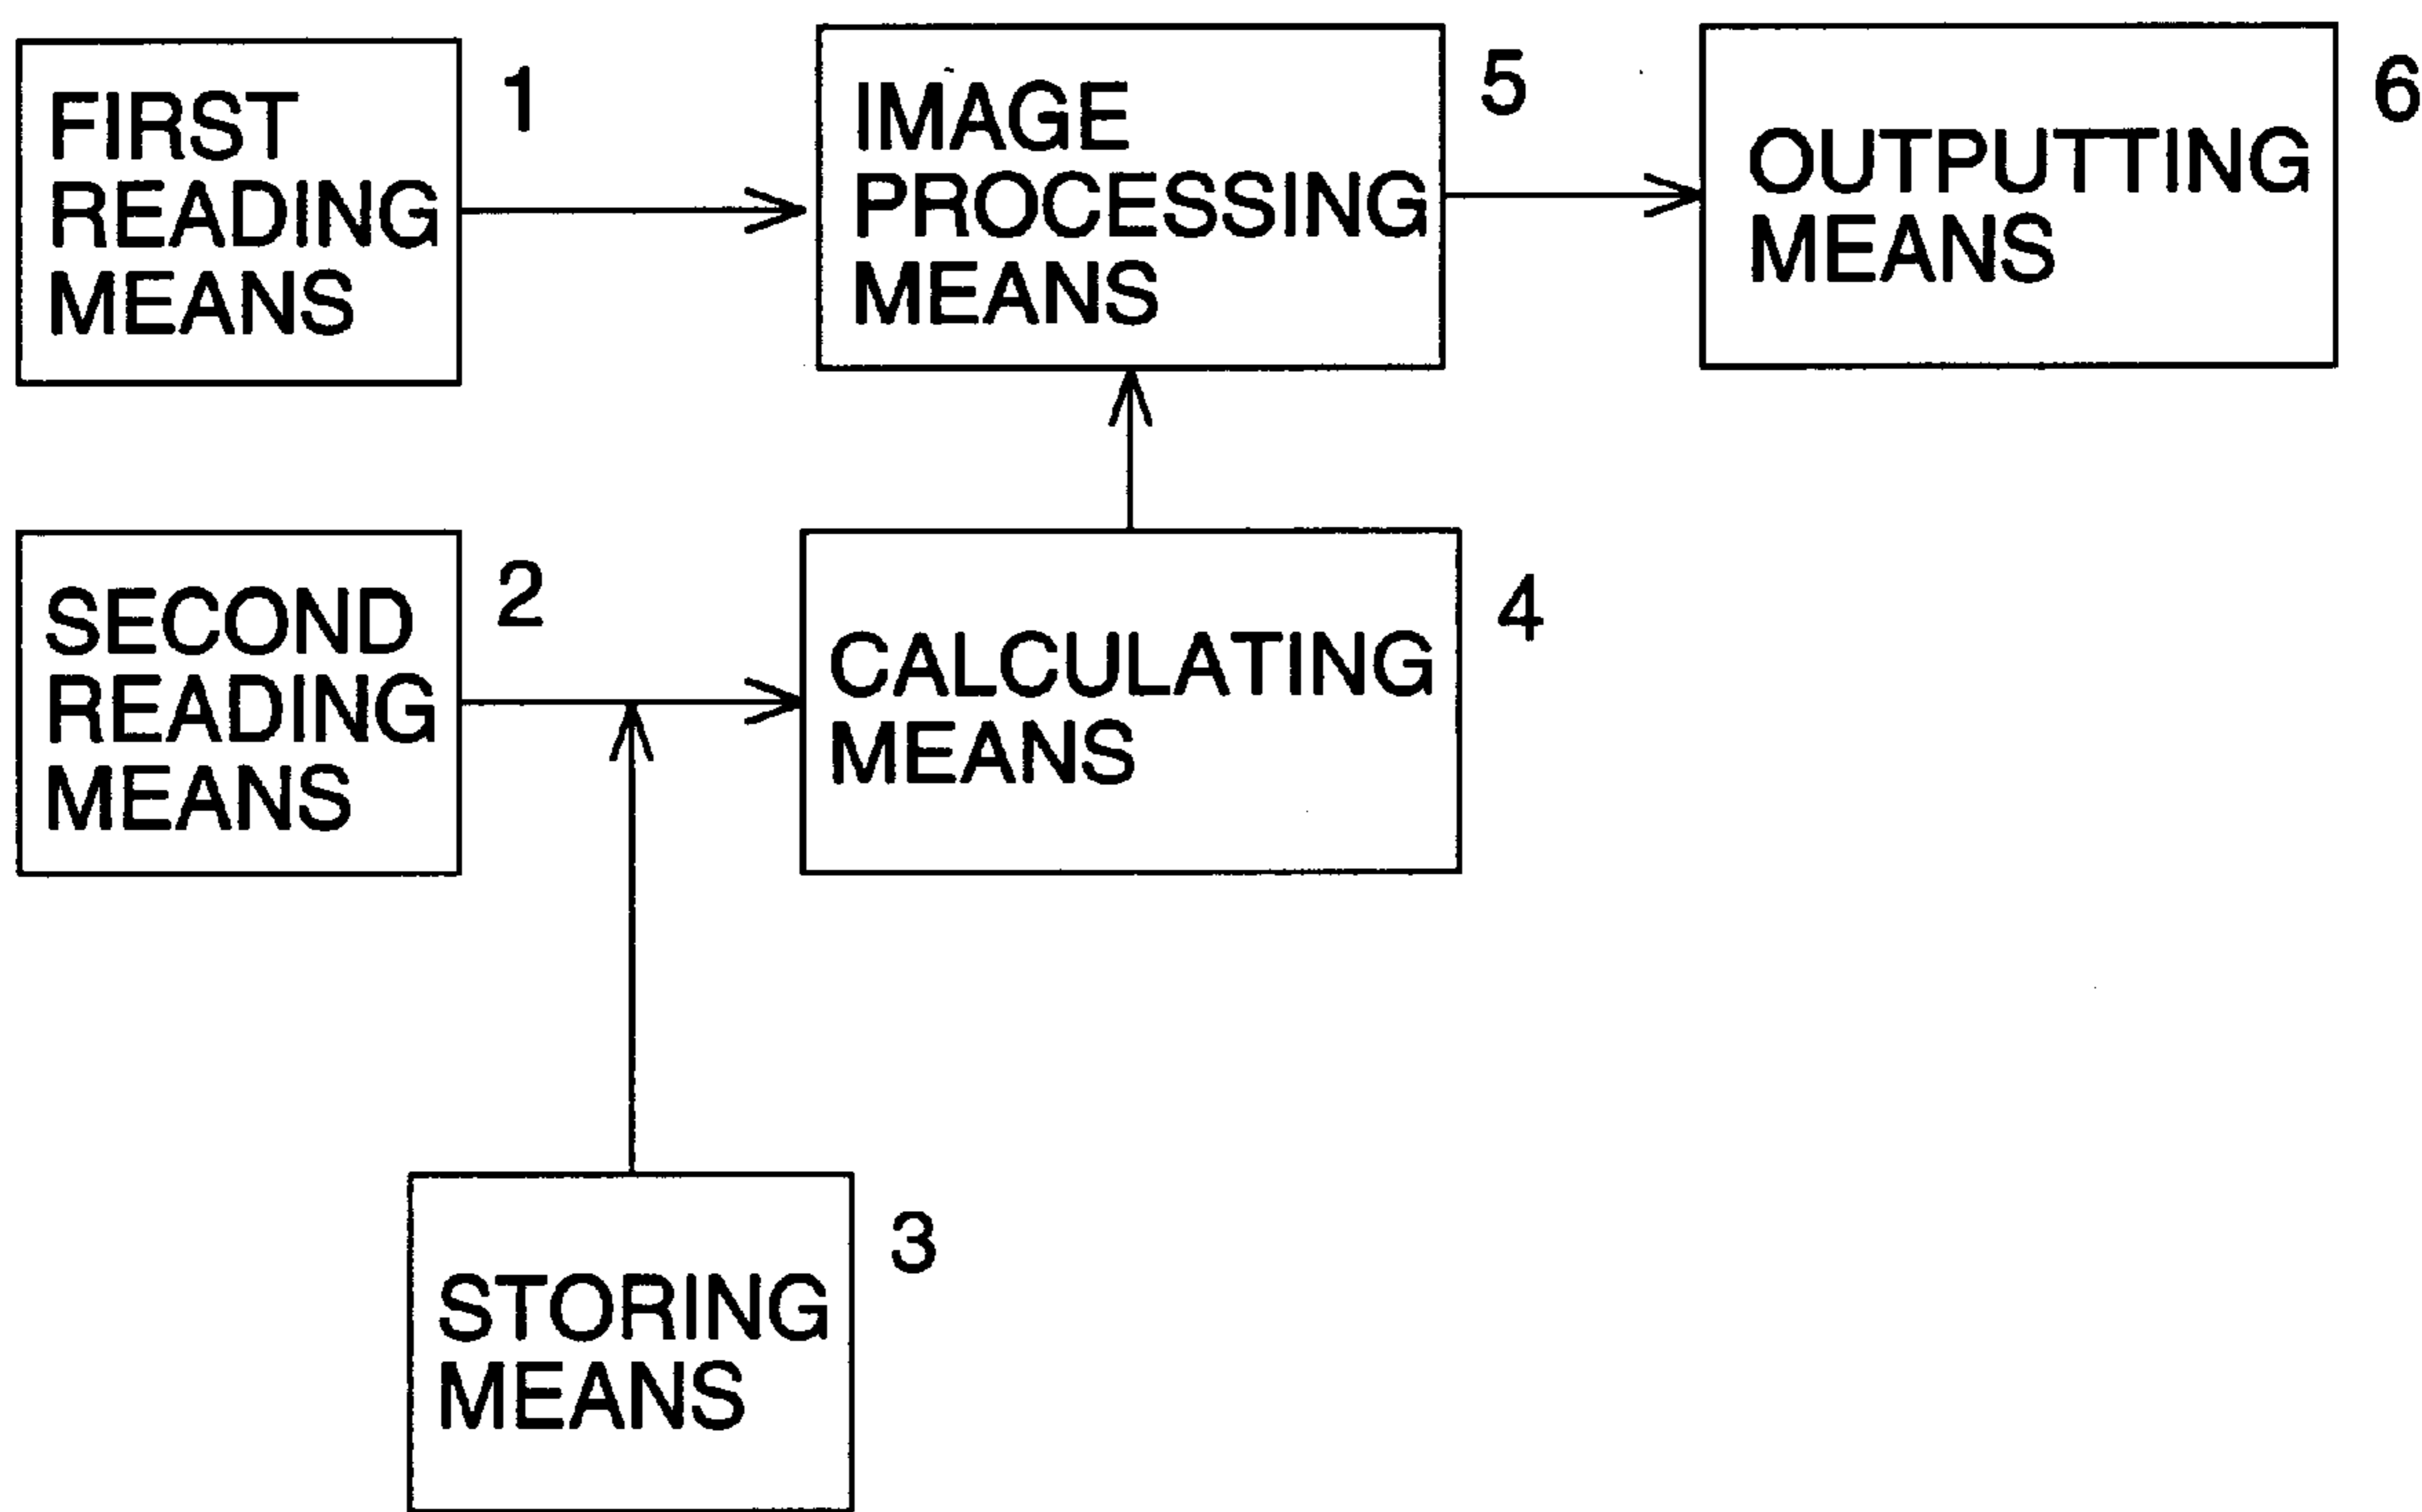 FIRST
READING
MEANS
1
IMAGE
PROCESSING
MEANS
5
OUTPUTTING
MEANS
6
SECOND
READING
MEANS
2
CALCULATING
MEANS
4
STORING
MEANS
3